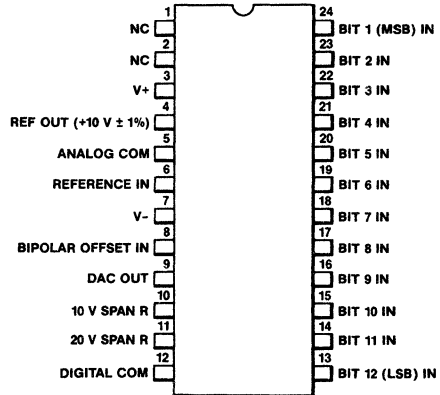 1 24
NC BIT 1 (MSB) IN
2 23
NC BIT 2 IN
3 22
V+ BIT 3 IN
4 21
REF OUT (+10 V ± 1%) BIT 4 IN
5 20
ANALOG COM BIT 5 IN
6 19
REFERENCE IN BIT 6 IN
7 18
V– BIT 7 IN
8 17
BIPOLAR OFFSET IN BIT 8 IN
9 16
DAC OUT BIT 9 IN
10 15
10 V SPAN R BIT 10 IN
11 14
20 V SPAN R BIT 11 IN
12 13
DIGITAL COM BIT 12 (LSB) IN